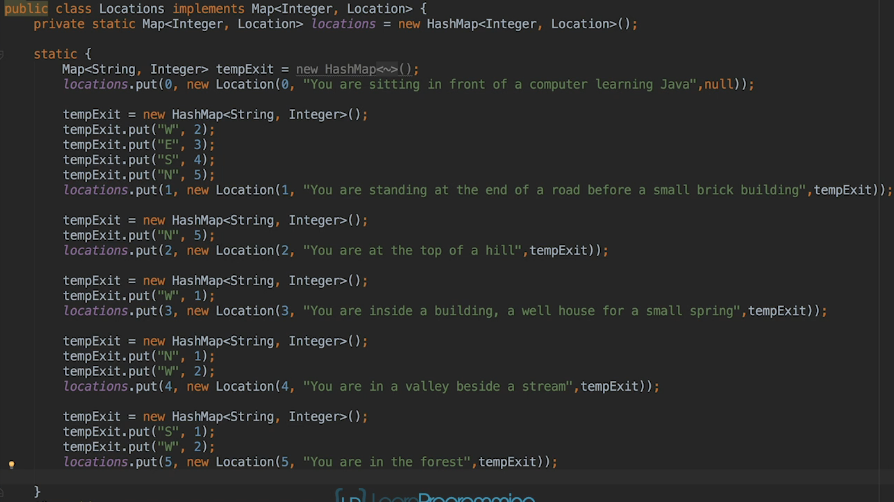 public class Locations implements Map<Integer, Location> {
private static Map<Integer, Location> locations = new HashMap<Integer, Location>();
static {
Map<String, Integer> tempExit = new HashMap<~>();
locations.put(0, new Location(0, "You are sitting in front of a computer learning Java",null));
tempExit = new HashMap<String, Integer>();
tempExit.put("W", 2);
tempExit.put("E", 3);
tempExit.put("S", 4);
tempExit.put("N", 5);
locations.put(1, new Location(1, "You are standing at the end of a road before a small brick building",tempExit));
tempExit = new HashMap<String, Integer>();
tempExit.put("N", 5);
locations.put(2, new Location(2, "You are at the top of a hill",tempExit));
tempExit = new HashMap<String, Integer>();
tempExit.put("W", 1);
locations.put(3, new Location(3, "You are inside a building, a well house for a small spring",tempExit));
tempExit = new HashMap<String, Integer>();
tempExit.put("N", 1);
tempExit.put("W", 2);
locations.put(4, new Location(4, "You are in a valley beside a stream",tempExit));
tempExit = new HashMap<String, Integer>();
tempExit.put("S", 1);
tempExit.put("W", 2);
locations.put(5, new Location(5, "You are in the forest",tempExit));
}
LearnProgramming